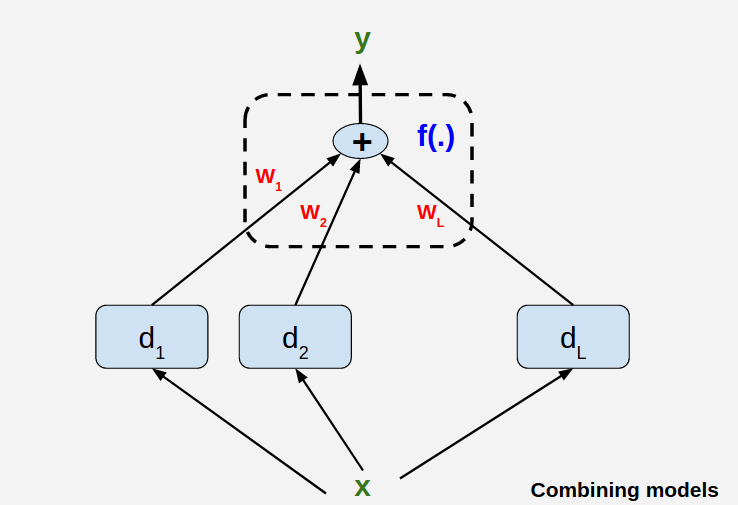 y
+ f(.)
w1
w2 wL
d1 d2 dL
x
Combining models